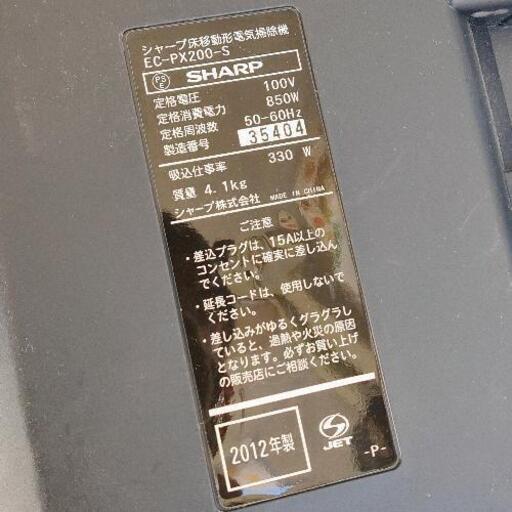 シャープ床移動形電気掃除機
EC-PX200-S
PS E SHARP
定格電圧 100V
定格消費電力 850W
定格周波数 50-60Hz
製造番号 35404
吸込仕事率 330 W
質量 4.1kg
シャープ株式会社 MADE IN CHINA
ご注意
・差込プラグは、15A以上の
コンセントに確実に差し込ん
でください。
・延長コードは、使用しないで
ください。
・差し込みがゆるくグラグラし
ていると、過熱や火災の原因
となります。必ずお買い上げ
の販売店にご相談ください。
2012年製
JET
-P-